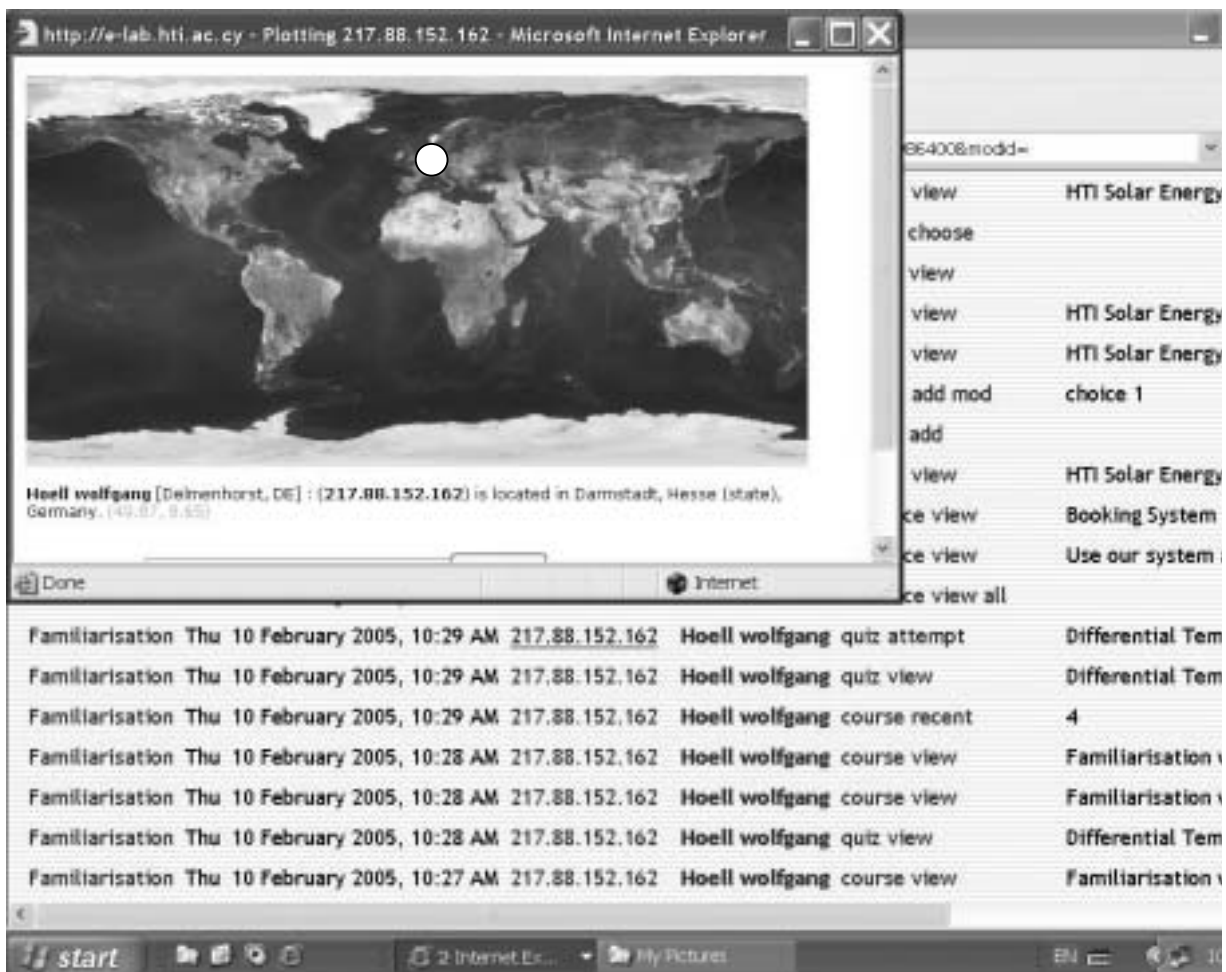 http://e-lab.hti.ac.cy - Plotting 217.88.152.162 - Microsoft Internet Explorer
86400&modid=
view HTI Solar Energy
choose
view
view HTI Solar Energy
view HTI Solar Energy
add mod choice 1
add
view HTI Solar Energy
ce view Booking System
ce view Use our system
ce view all
Hoell wolfgang [Delmenhorst, DE] : (217.88.152.162) is located in Darmstadt, Hesse (state),
Germany. (49.87, 8.65)
Done Internet
Familiarisation Thu 10 February 2005, 10:29 AM 217.88.152.162 Hoell wolfgang quiz attempt Differential Tem
Familiarisation Thu 10 February 2005, 10:29 AM 217.88.152.162 Hoell wolfgang quiz view Differential Tem
Familiarisation Thu 10 February 2005, 10:29 AM 217.88.152.162 Hoell wolfgang course recent 4
Familiarisation Thu 10 February 2005, 10:28 AM 217.88.152.162 Hoell wolfgang course view Familiarisation
Familiarisation Thu 10 February 2005, 10:28 AM 217.88.152.162 Hoell wolfgang course view Familiarisation
Familiarisation Thu 10 February 2005, 10:28 AM 217.88.152.162 Hoell wolfgang quiz view Differential Tem
Familiarisation Thu 10 February 2005, 10:27 AM 217.88.152.162 Hoell wolfgang course view Familiarisation
start 2 Internet Ex... My Pictures EN 10